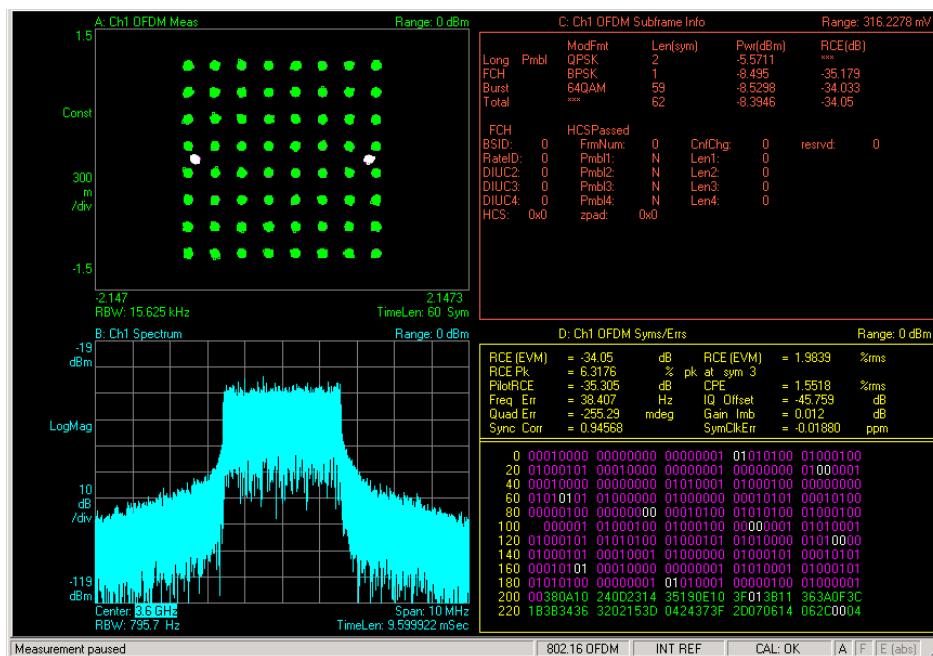 A: Ch1 OFDM Meas Range: 0 dBm
1.5
Const
300
m
/div
-1.5
-2.147 2.1473
RBW: 15.625 kHz TimeLen: 60 Sym
C: Ch1 OFDM Subframe Info Range: 316.2278 mV
ModFmt Len(sym) Pwr(dBm) RCE(dB)
Long Pmbl QPSK 2 -5.5711 ***
FCH BPSK 1 -8.495 -35.179
Burst 64QAM 59 -8.5298 -34.033
Total *** 62 -8.3946 -34.05
FCH HCSPassed
BSID: 0 FrmNum: 0 CnfChg: 0 resrvd: 0
RateID: 0 Pmbl1: N Len1: 0
DIUC2: 0 Pmbl2: N Len2: 0
DIUC3: 0 Pmbl3: N Len3: 0
DIUC4: 0 Pmbl4: N Len4: 0
HCS: 0x0 zpad: 0x0
B: Ch1 Spectrum Range: 0 dBm
-19
dBm
LogMag
10
dB
/div
-119
dBm
Center: 3.6 GHz Span: 10 MHz
RBW: 795.7 Hz TimeLen: 9.599922 mSec
D: Ch1 OFDM Syms/Errs Range: 0 dBm
RCE (EVM) = -34.05 dB RCE (EVM) = 1.9839 %rms
RCE Pk = 6.3176 % pk at sym 3
PilotRCE = -35.305 dB CPE = 1.5518 %rms
Freq Err = 38.407 Hz IQ Offset = -45.759 dB
Quad Err = -255.29 mdeg Gain Imb = 0.012 dB
Sync Corr = 0.94568 SymClkErr = -0.01880 ppm
0 00010000 00000000 00000001 01010100 01000100
20 01000101 00010000 01000001 00000000 01000001
40 00010000 00000000 01010001 01000100 00000000
60 01010101 01000000 01000000 01000101 00010100
80 00000100 00000000 00010100 01010100 01010101
100 000001 01000100 01000100 00000001 01010001
120 01000101 01010100 01000101 00010101 01010000
140 01000101 00010001 01000000 01010001 00010101
160 00010101 01000100 01010000 01000101 00000100
180 01010100 00000001 01010001 00000100 01000000
200 00380A10 240D2314 35190E10 3F013B11 363A0F3C
220 1B3B3436 3202153D 0424373F 2D070614 062C0004
Measurement paused 802.16 OFDM INT REF CAL: OK A F E (abs)